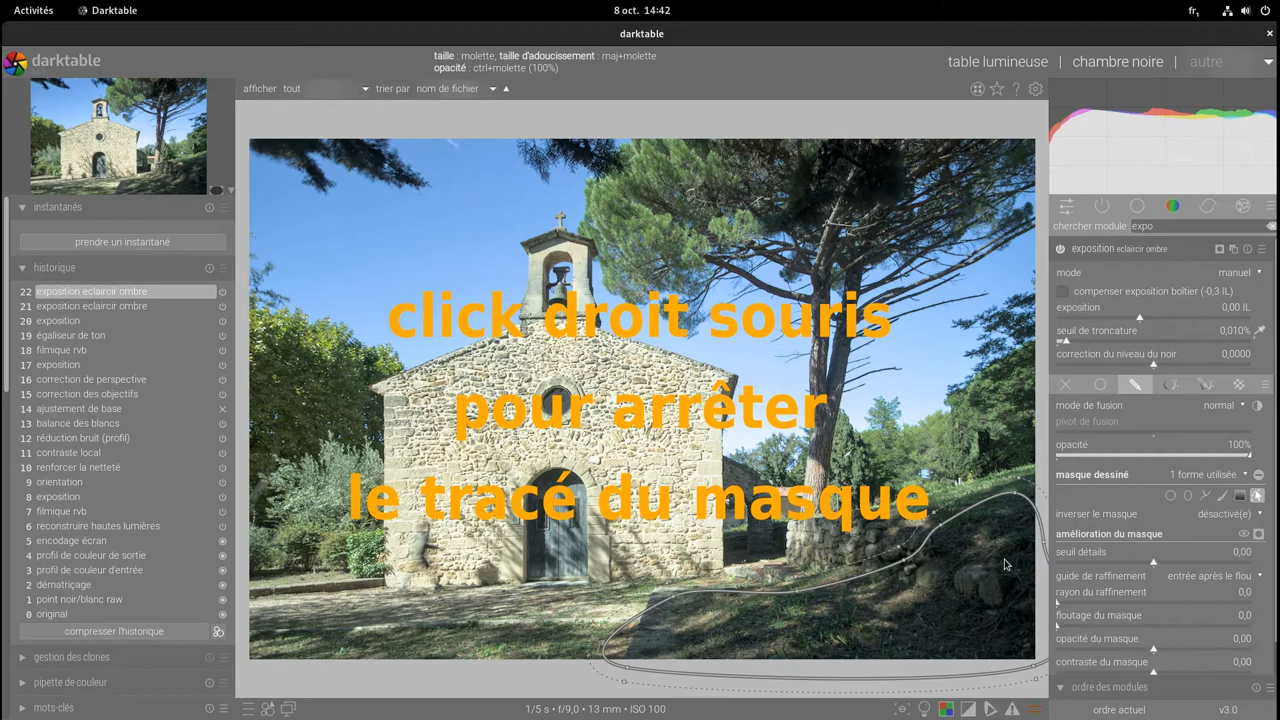 Activités
Darktable
8 oct. 14:42
fr₁
darktable
darktable
taille : molette, taille d'adoucissement : maj+molette
opacité : ctrl+molette (100%)
table lumineuse | chambre noire | autre
afficher tout
trier par nom de fichier
instantanés
prendre un instantané
historique
22 exposition eclaircir ombre
21 exposition eclaircir ombre
20 exposition
19 égaliseur de ton
18 filmique rvb
17 exposition
16 correction de perspective
15 correction des objectifs
14 ajustement de base
13 balance des blancs
12 réduction bruit (profil)
11 contraste local
10 renforcer la netteté
9 orientation
8 exposition
7 filmique rvb
6 reconstruire hautes lumières
5 encodage écran
4 profil de couleur de sortie
3 profil de couleur d'entrée
2 dématriçage
1 point noir/blanc raw
0 original
compresser l'historique
gestion des clones
pipette de couleur
mots-clés
click droit souris
pour arrêter
le tracé du masque
1/5 s • f/9,0 • 13 mm • ISO 100
chercher module expo
exposition eclaircir ombre
mode manuel
compenser exposition boîtier (-0,3 IL)
exposition 0,00 IL
seuil de troncature 0,010%
correction du niveau du noir 0,0000
mode de fusion normal
pivot de fusion
opacité 100%
masque dessiné 1 forme utilisée
inverser le masque désactivé(e)
amélioration du masque
seuil détails 0,00
guide de raffinement entrée après le flou
rayon du raffinement 0,0
floutage du masque 0,0
opacité du masque 0,00
contraste du masque 0,00
ordre des modules
ordre actuel v3.0